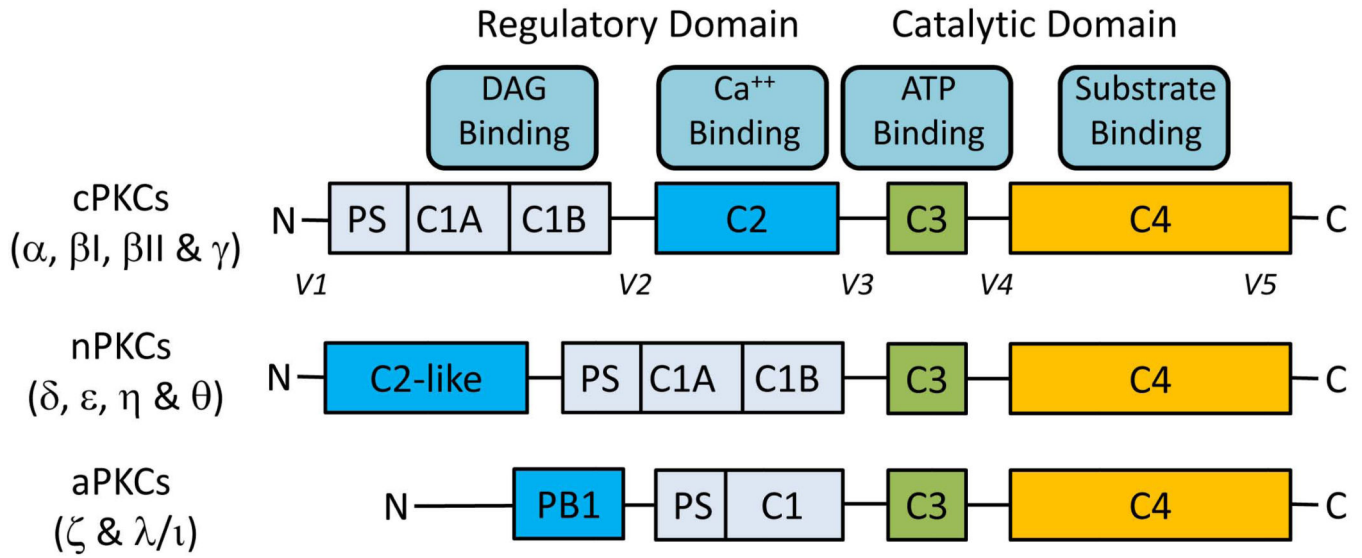 Regulatory Domain Catalytic Domain
DAG Binding
Ca⁺⁺ Binding
ATP Binding
Substrate Binding
cPKCs
(α, βI, βII & γ)
N PS C1A C1B C2 C3 C4 C
V1 V2 V3 V4 V5
nPKCs
(δ, ε, η & θ)
N C2-like PS C1A C1B C3 C4 C
aPKCs
(ζ & λ/ι)
N PB1 PS C1 C3 C4 C